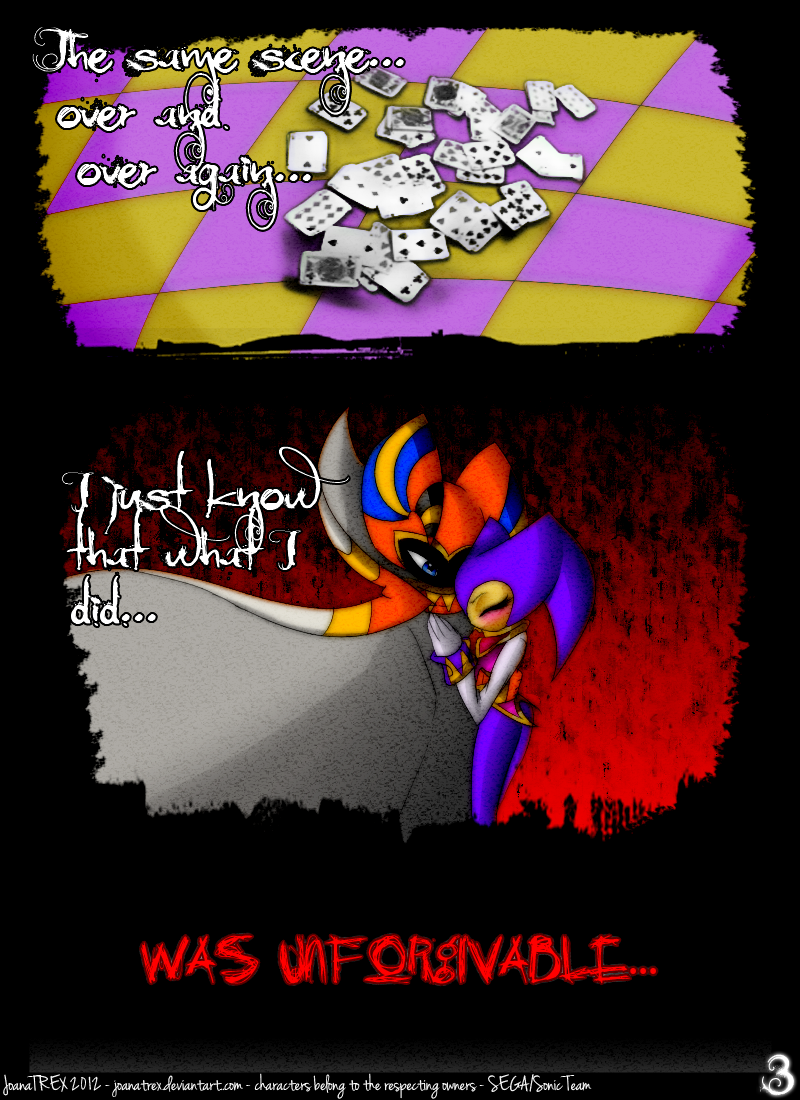 The same scene...
over and
over again...
I just know
that what I
did...
WAS UNFORGIVABLE...
JoanaTREX 2012 - joanatrex.deviantart.com - characters belong to the respecting owners - SEGA/Sonic Team
3